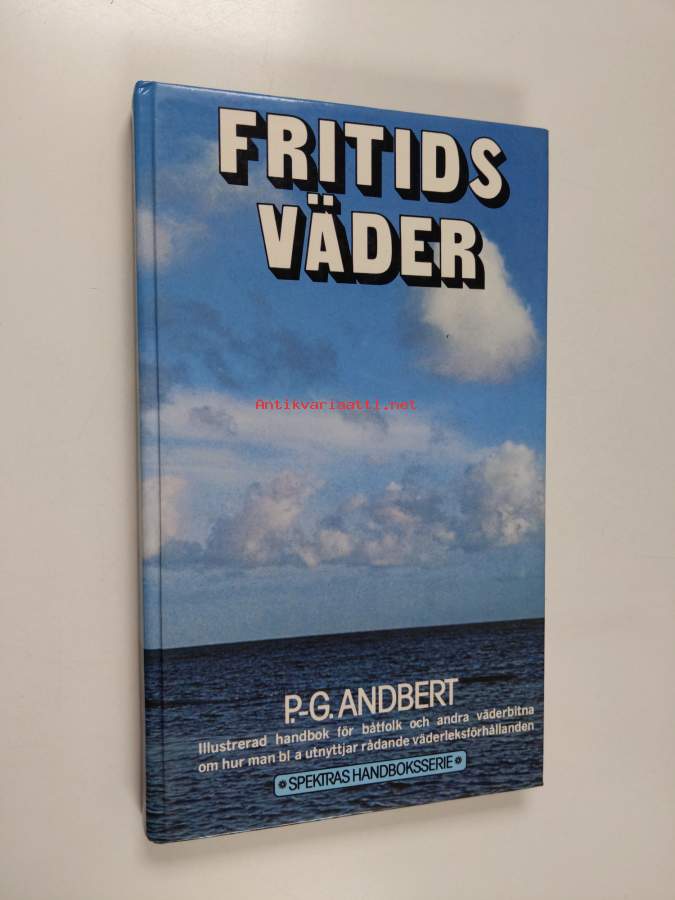 FRITIDS
VÄDER
Antikvariaatti.net
P.-G. ANDBERT
Illustrerad handbok för båtfolk och andra väderbitna
om hur man bl a utnyttjar rådande väderleksförhållanden
* SPEKTRAS HANDBOKSSERIE *